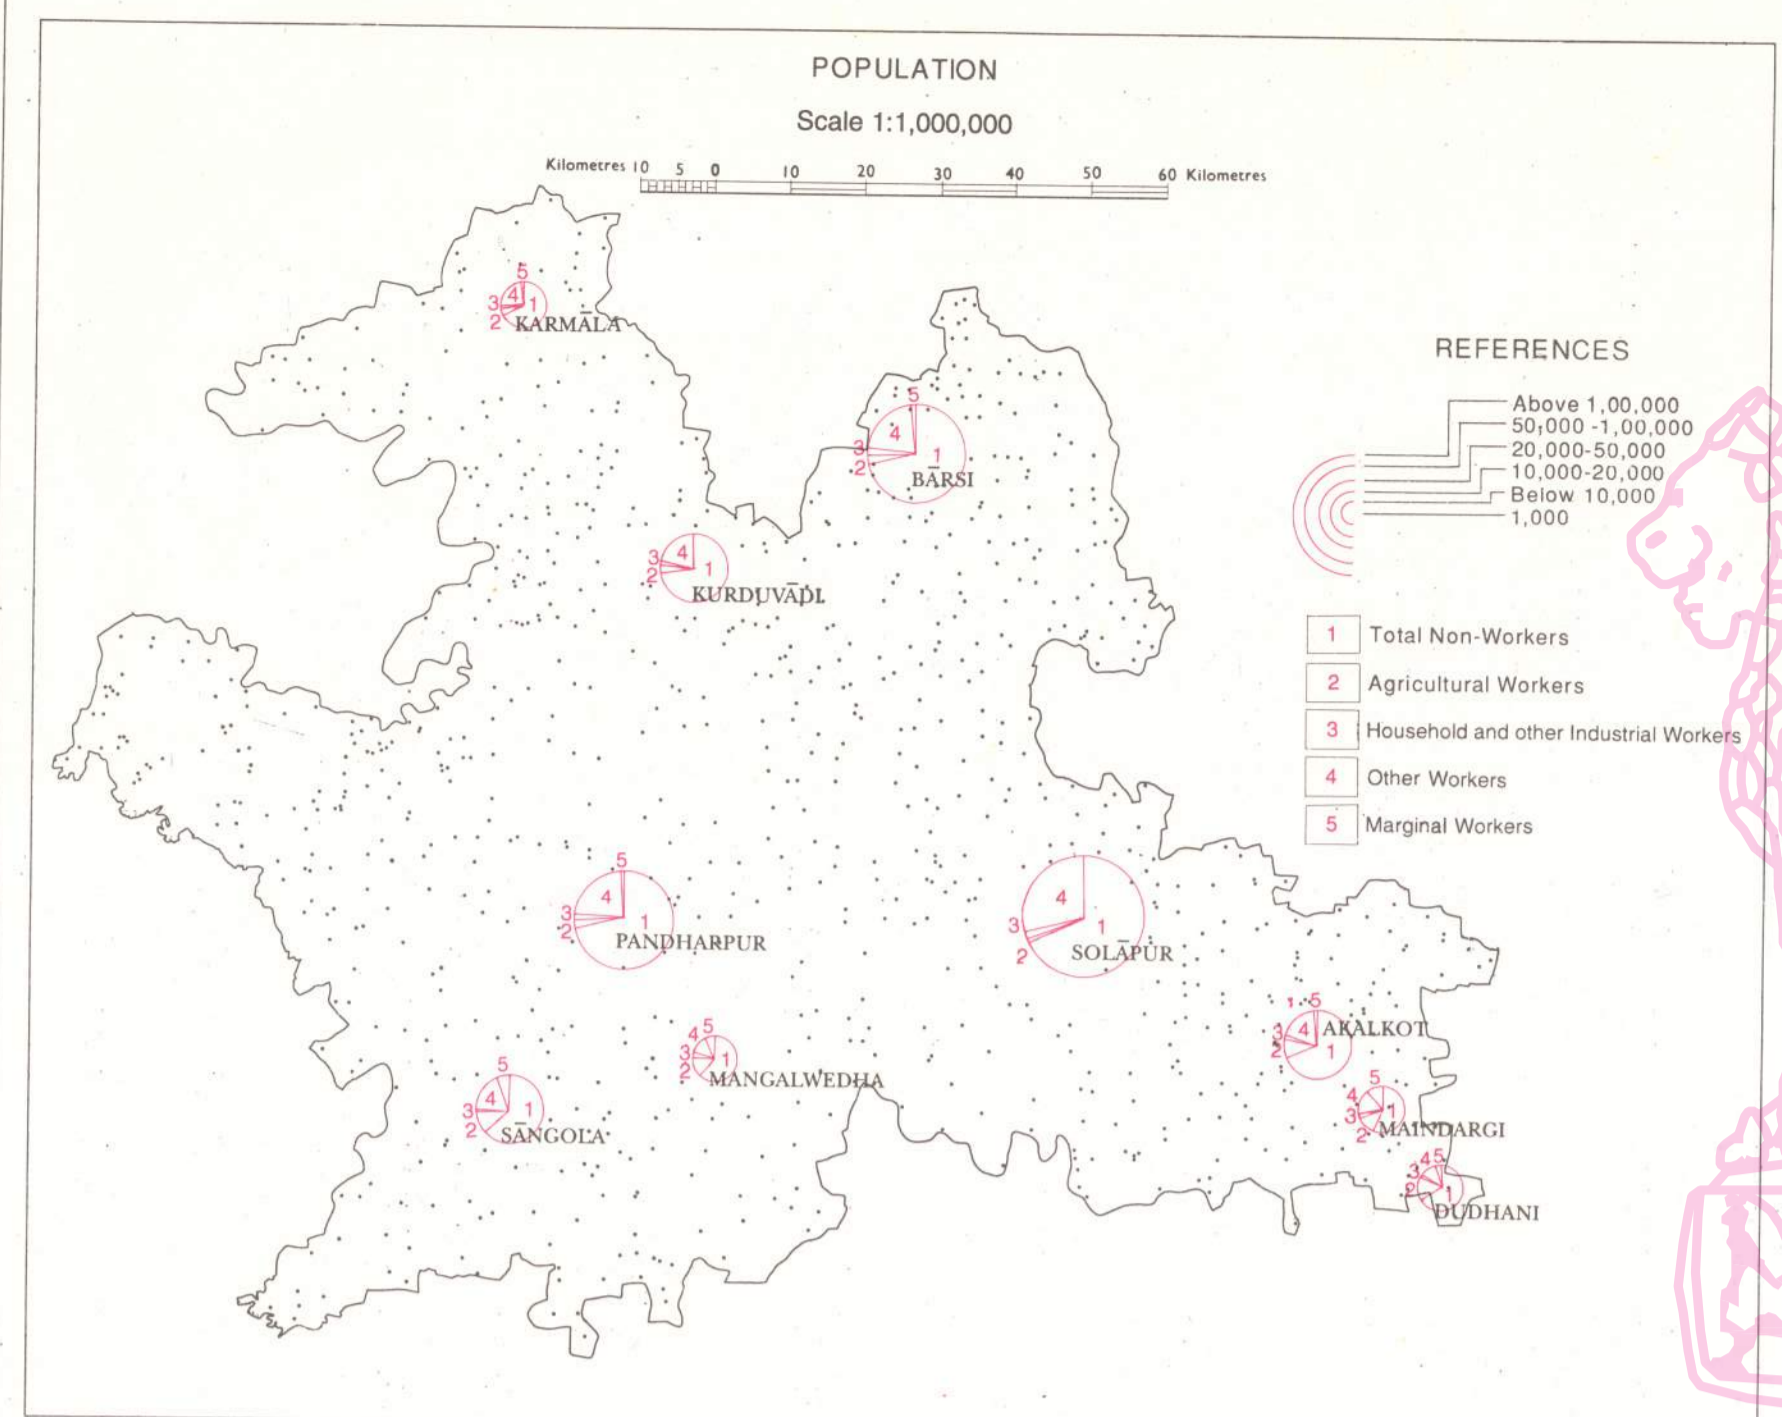 POPULATION
Scale 1:1,000,000
Kilometres 10 5 0 10 20 30 40 50 60 Kilometres
5
4
3
1
2
KARMĀLA
REFERENCES
Above 1,00,000
50,000 -1,00,000
20,000-50,000
10,000-20,000
Below 10,000
1,000
5
4
3
1
2
BĀRSI
4
3
1
2
KURDUVĀDI
1 Total Non-Workers
2 Agricultural Workers
3 Household and other Industrial Workers
4 Other Workers
5 Marginal Workers
5
4
3
1
2
PANDHARPUR
4
3
1
2
SOLĀPUR
5
4
3
1
2
AKALKOT
5
4
3
1
2
MANGALWEDHA
5
4
3
1
2
SĀNGOLA
5
4
3
1
2
MAINDARGI
4 5
3
2
1
DUDHANI